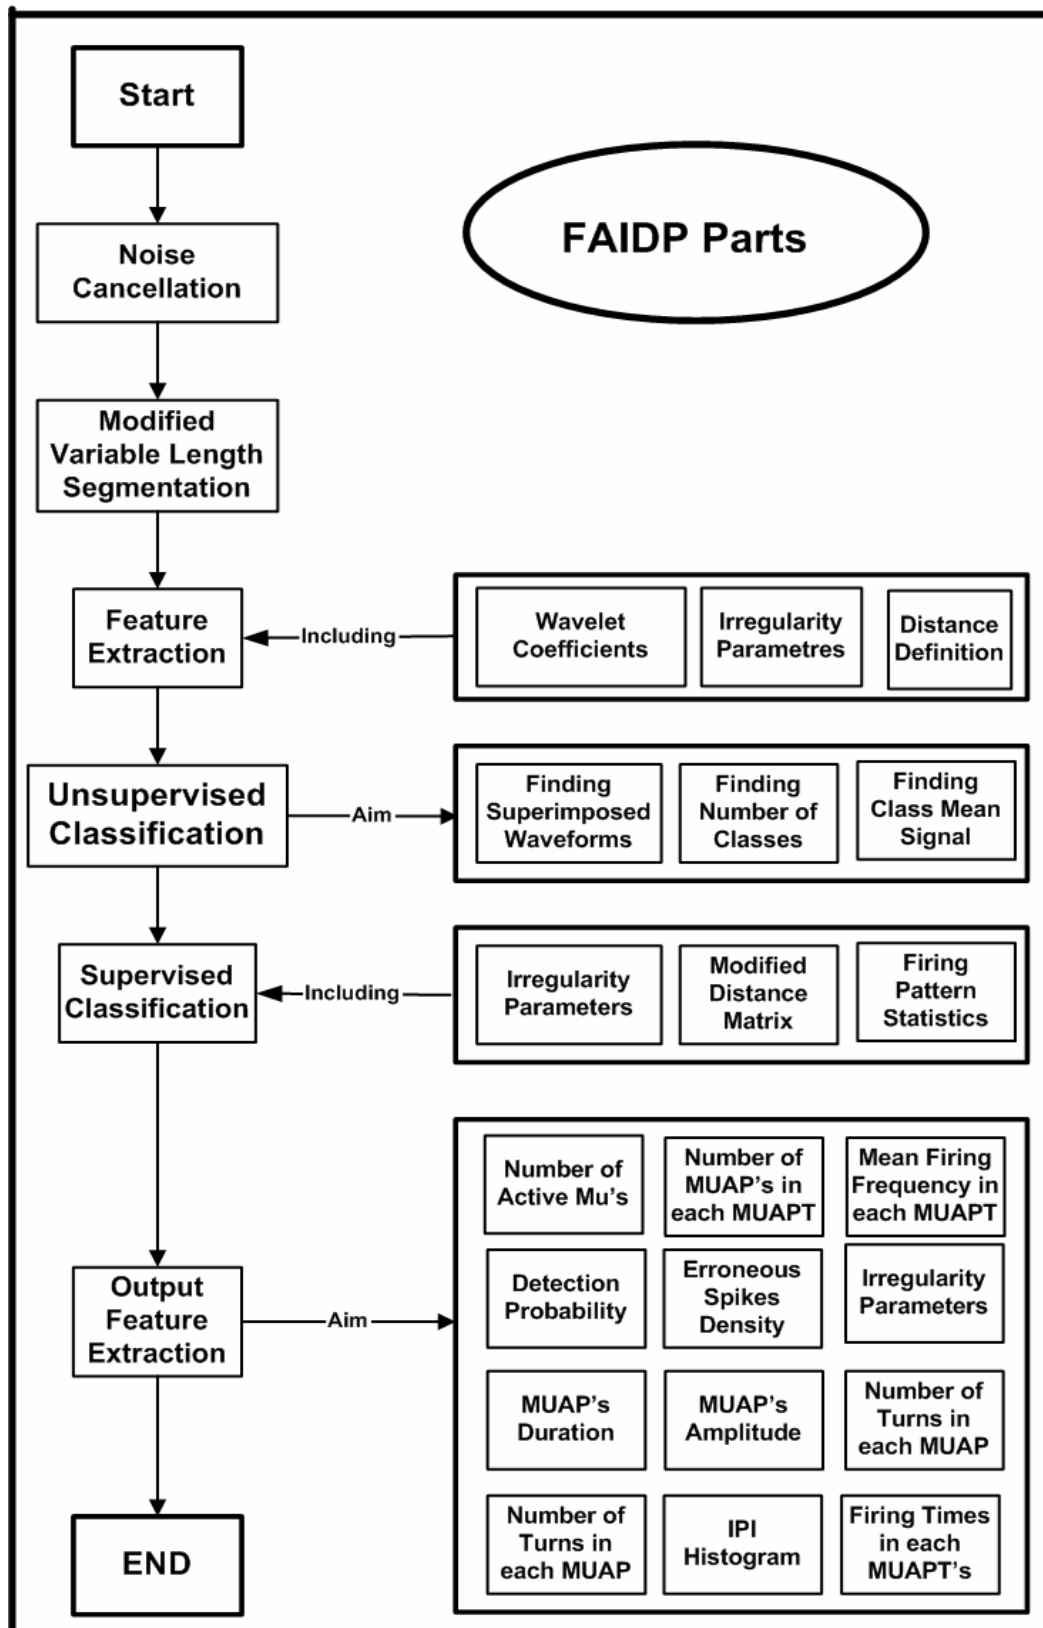 Start
FAIDP Parts
Noise
Cancellation
Modified
Variable Length
Segmentation
Feature
Extraction
Including
Wavelet
Coefficients
Irregularity
Parametres
Distance
Definition
Unsupervised
Classification
Aim
Finding
Superimposed
Waveforms
Finding
Number of
Classes
Finding
Class Mean
Signal
Supervised
Classification
Including
Irregularity
Parameters
Modified
Distance
Matrix
Firing
Pattern
Statistics
Output
Feature
Extraction
Aim
Number of
Active Mu's
Number of
MUAP's in
each MUAPT
Mean Firing
Frequency in
each MUAPT
Detection
Probability
Erroneous
Spikes
Density
Irregularity
Parameters
MUAP's
Duration
MUAP's
Amplitude
Number of
Turns in
each MUAP
Number of
Turns in
each MUAP
IPI
Histogram
Firing Times
in each
MUAPT's
END